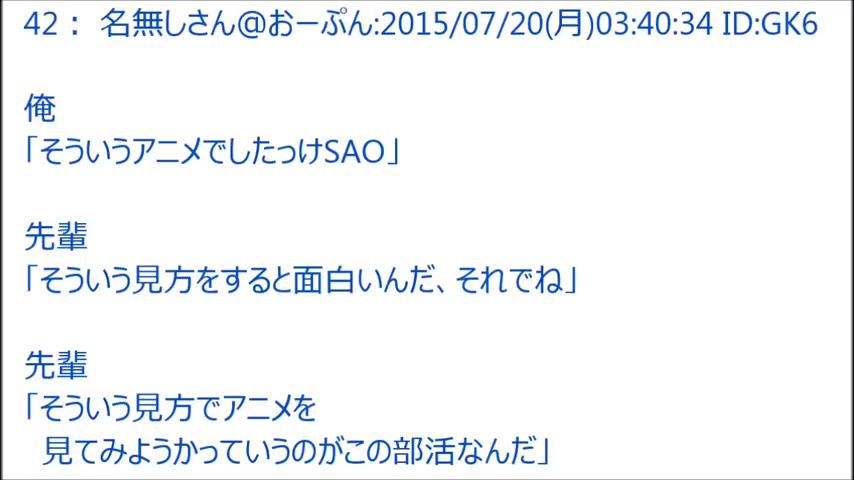 42： 名無しさん@おーぷん:2015/07/20(月)03:40:34 ID:GK6
俺
「そういうアニメでしたっけSAO」
先輩
「そういう見方をすると面白いんだ、それでね」
先輩
「そういう見方でアニメを
見てみようかっていうのがこの部活なんだ」